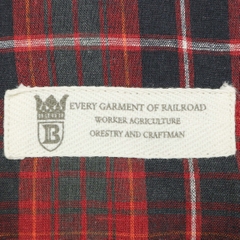 B
EVERY GARMENT OF RAILROAD
WORKER AGRICULTURE
ORESTRY AND CRAFTMAN